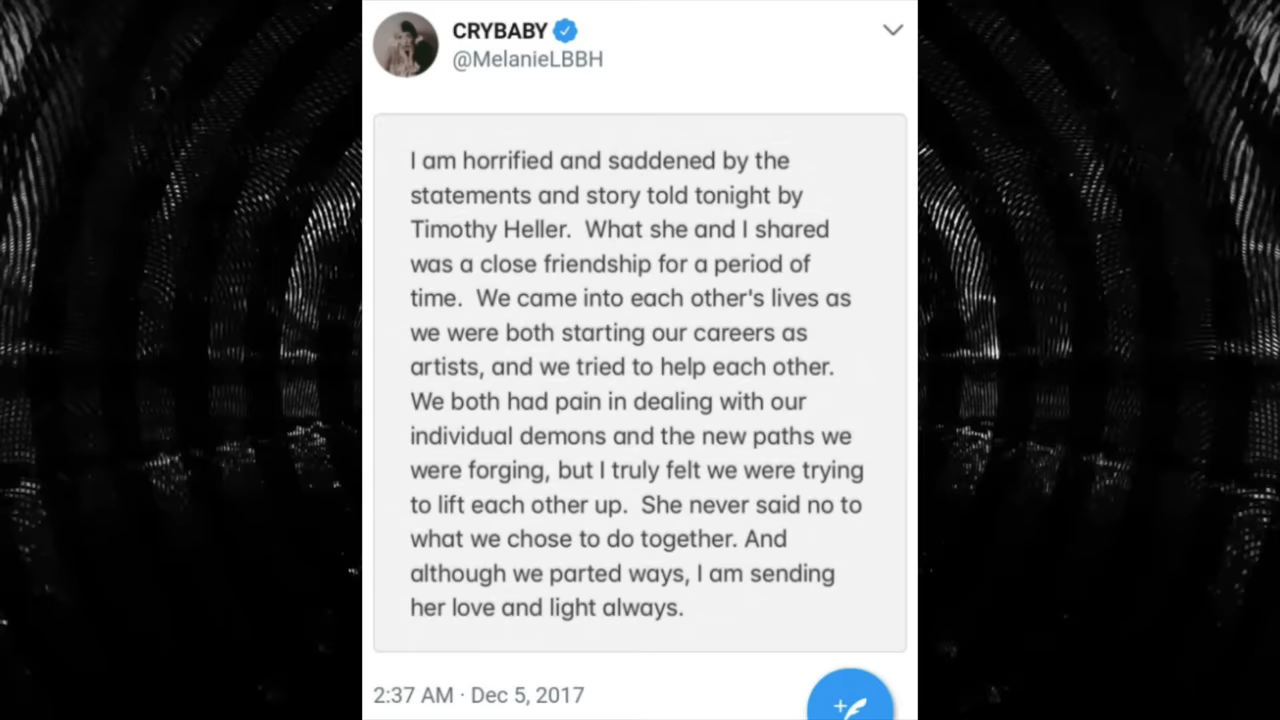 CRYBABY
@MelanieLBBH
I am horrified and saddened by the
statements and story told tonight by
Timothy Heller.  What she and I shared
was a close friendship for a period of
time.  We came into each other's lives as
we were both starting our careers as
artists, and we tried to help each other.
We both had pain in dealing with our
individual demons and the new paths we
were forging, but I truly felt we were trying
to lift each other up.  She never said no to
what we chose to do together. And
although we parted ways, I am sending
her love and light always.
2:37 AM · Dec 5, 2017